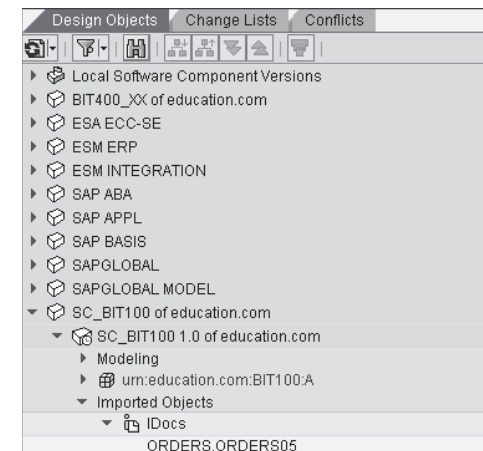 Design Objects Change Lists Conflicts
Local Software Component Versions
BIT400_XX of education.com
ESA ECC-SE
ESM ERP
ESM INTEGRATION
SAP ABA
SAP APPL
SAP BASIS
SAPGLOBAL
SAPGLOBAL MODEL
SC_BIT100 of education.com
SC_BIT100 1.0 of education.com
Modeling
urn:education.com:BIT100:A
Imported Objects
IDocs
ORDERS.ORDERS05